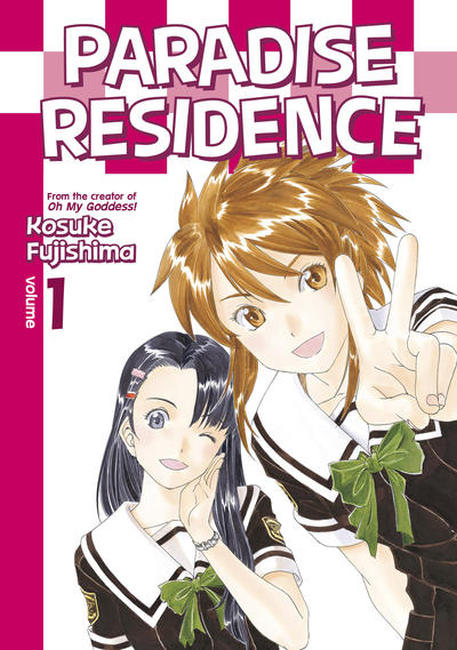 PARADISE
RESIDENCE
From the creator of
Oh My Goddess!
Kosuke
Fujishima
volume
1